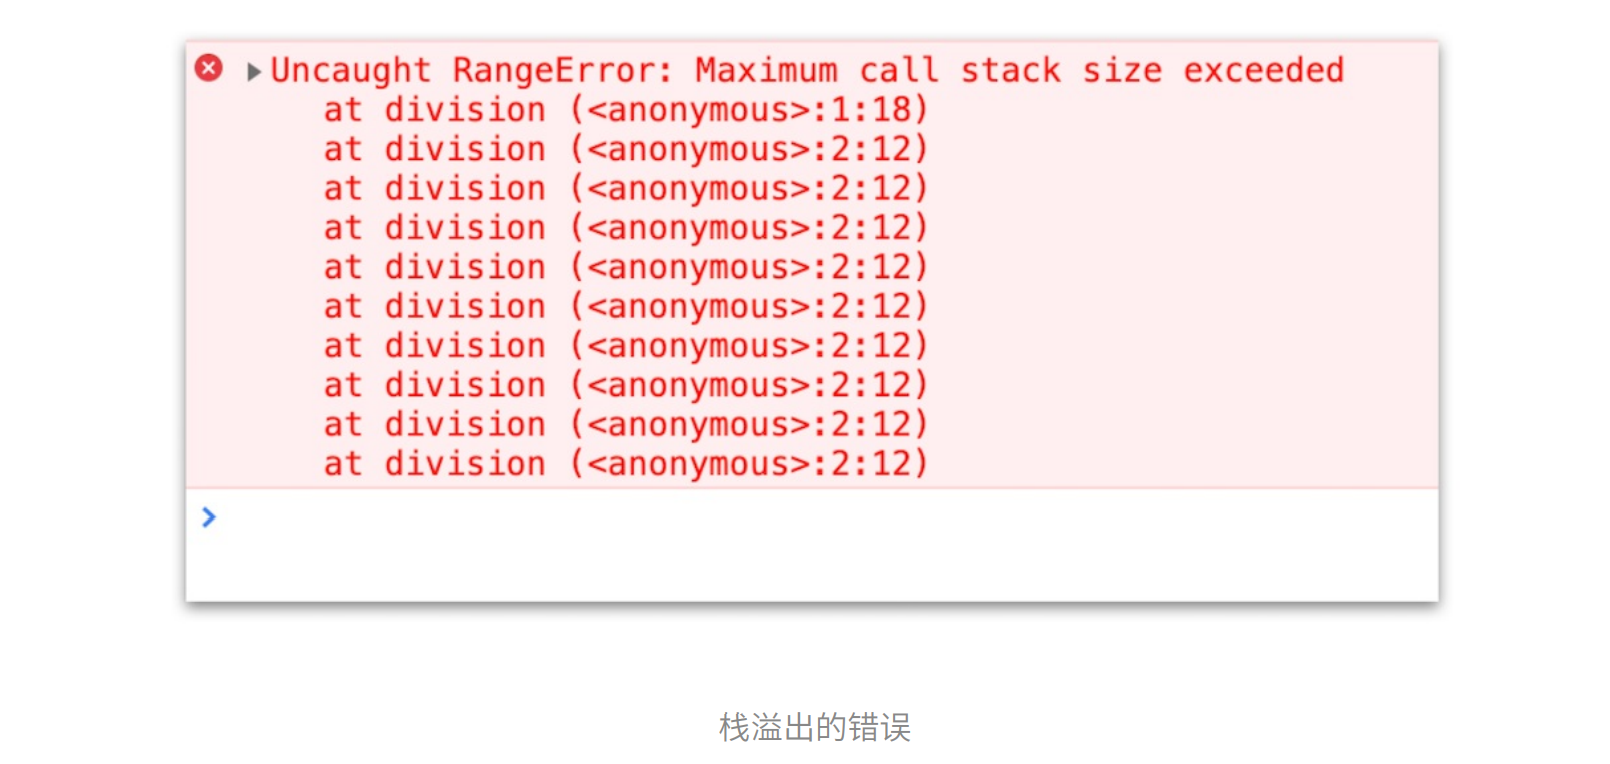 Uncaught RangeError: Maximum call stack size exceeded
at division (<anonymous>:1:18)
at division (<anonymous>:2:12)
at division (<anonymous>:2:12)
at division (<anonymous>:2:12)
at division (<anonymous>:2:12)
at division (<anonymous>:2:12)
at division (<anonymous>:2:12)
at division (<anonymous>:2:12)
at division (<anonymous>:2:12)
at division (<anonymous>:2:12)
栈溢出的错误